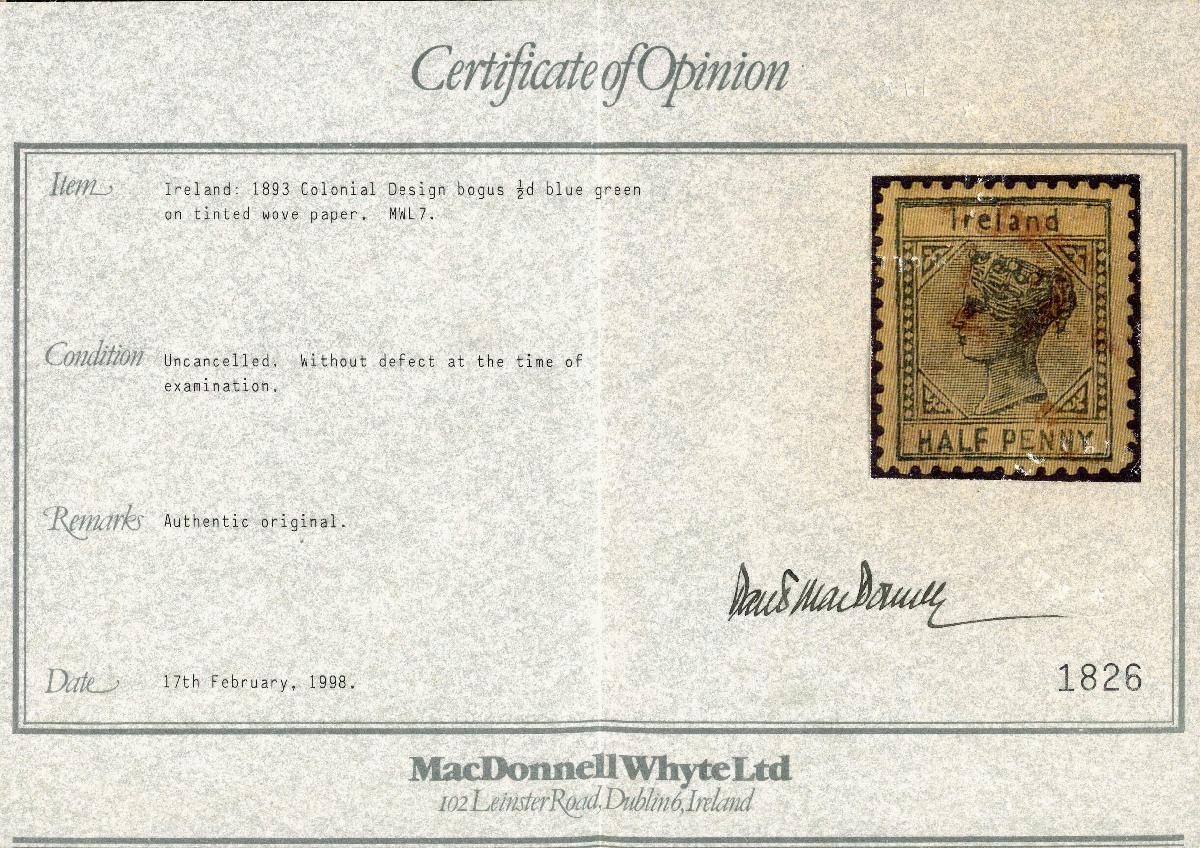 Certificate of Opinion
Item
Ireland: 1893 Colonial Design bogus ½d blue green
on tinted wove paper. MWL7.
Ireland
HALF PENNY
Condition
Uncancelled. Without defect at the time of
examination.
Remarks
Authentic original.
Date
17th February, 1998.
1826
MacDonnell Whyte Ltd
102 Leinster Road, Dublin 6, Ireland